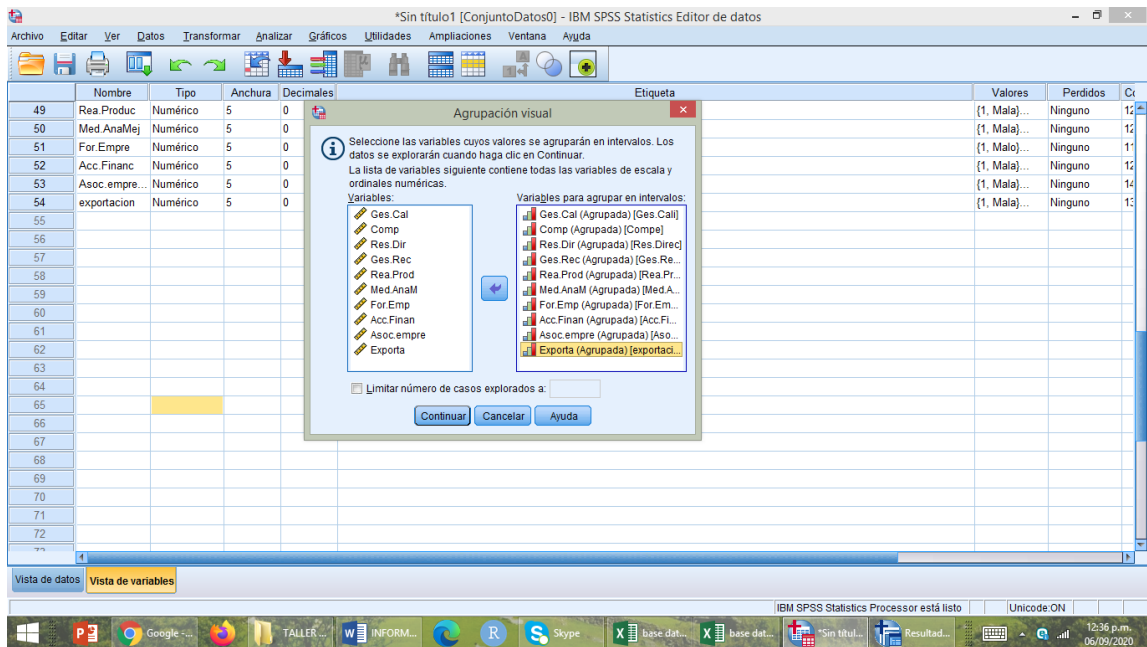 *Sin título1 [ConjuntoDatos0] - IBM SPSS Statistics Editor de datos
Archivo Editar Ver Datos Transformar Analizar Gráficos Utilidades Ampliaciones Ventana Ayuda
Nombre Tipo Anchura Decimales Etiqueta Valores Perdidos
49 Rea.Produc Numérico 5 0 {1, Mala}... Ninguno 12
50 Med.AnaMej Numérico 5 0 {1, Mala}... Ninguno 12
51 For.Empre Numérico 5 0 {1, Malo}... Ninguno 11
52 Acc.Financ Numérico 5 0 {1, Mala}... Ninguno 12
53 Asoc.empre... Numérico 5 0 {1, Mala}... Ninguno 14
54 exportacion Numérico 5 0 {1, Mala}... Ninguno 13
55
56
57
58
59
60
61
62
63
64
65
66
67
68
69
70
71
72
Agrupación visual
Seleccione las variables cuyos valores se agruparán en intervalos. Los
datos se explorarán cuando haga clic en Continuar.
La lista de variables siguiente contiene todas las variables de escala y
ordinales numéricas.
Variables: Variables para agrupar en intervalos:
Ges.Cal Ges.Cal (Agrupada) [Ges.Cali]
Comp Comp (Agrupada) [Compe]
Res.Dir Res.Dir (Agrupada) [Res.Direc]
Ges.Rec Ges.Rec (Agrupada) [Ges.Re...
Rea.Prod Rea.Prod (Agrupada) [Rea.Pr...
Med.AnaM Med.AnaM (Agrupada) [Med.A...
For.Emp For.Emp (Agrupada) [For.Em...
Acc.Finan Acc.Finan (Agrupada) [Acc.Fi...
Asoc.empre Asoc.empre (Agrupada) [Aso...
Exporta Exporta (Agrupada) [exportaci...
Limitar número de casos explorados a:
Continuar Cancelar Ayuda
Vista de datos Vista de variables
IBM SPSS Statistics Processor está listo Unicode:ON
Google -... TALLER ... INFORM... Skype base dat... base dat... *Sin títul... Resultad... 12:36 p.m.
06/09/2020